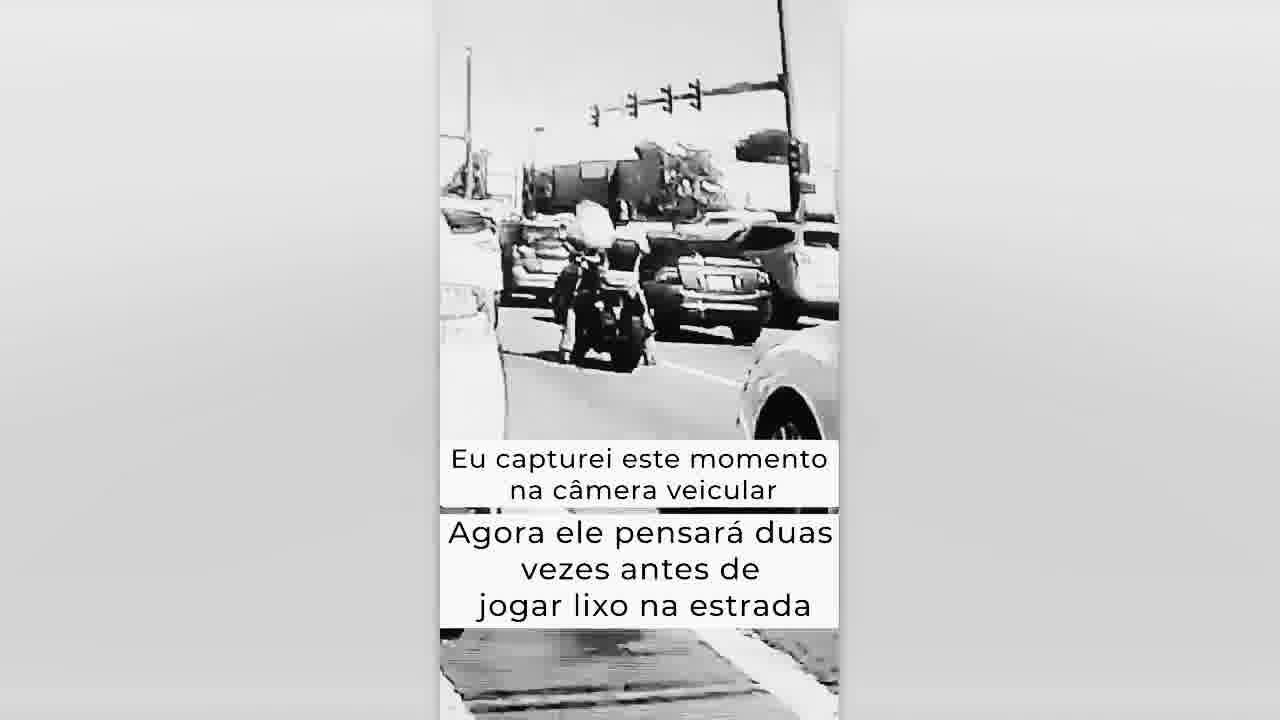 Eu capturei este momento
na câmera veicular
Agora ele pensará duas
vezes antes de
jogar lixo na estrada